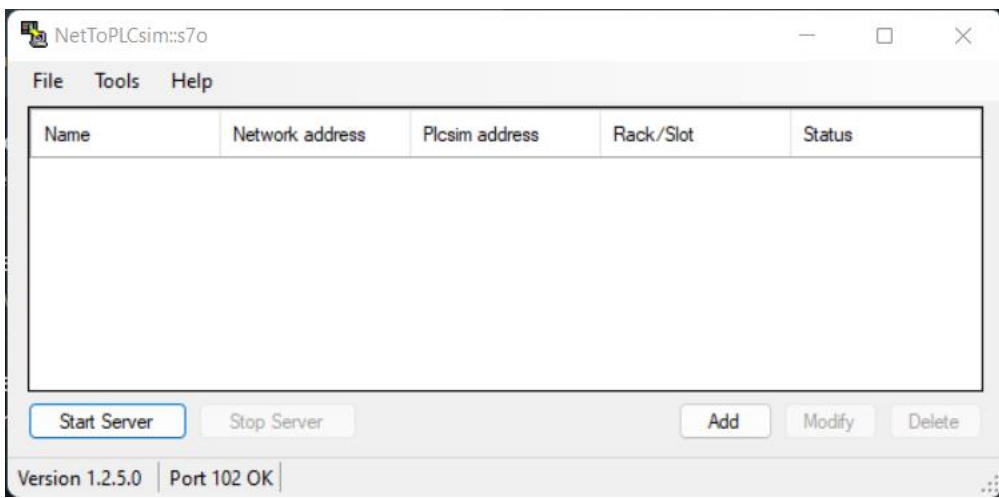 NetToPLCsim::s7o
File Tools Help
Name Network address Plcsim address Rack/Slot Status
Start Server Stop Server Add Modify Delete
Version 1.2.5.0 Port 102 OK